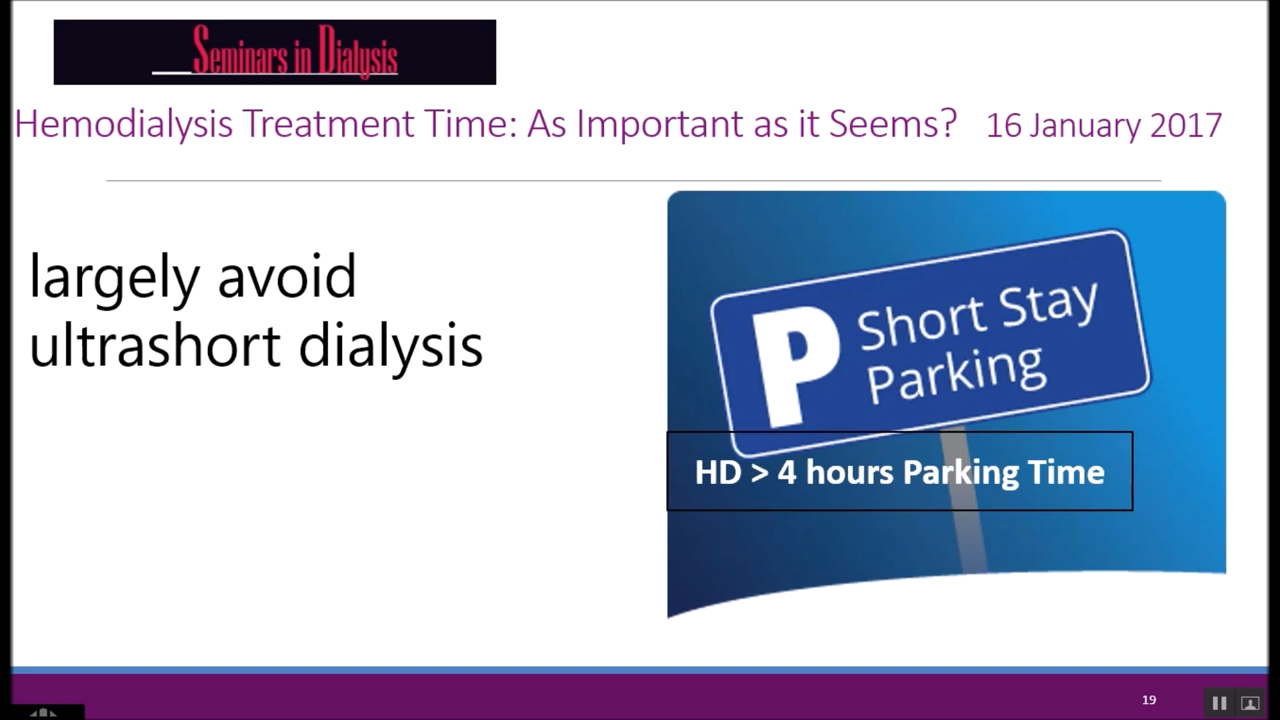 Seminars in Dialysis
Hemodialysis Treatment Time: As Important as it Seems? 16 January 2017
largely avoid
ultrashort dialysis
P Short Stay
Parking
HD > 4 hours Parking Time
19